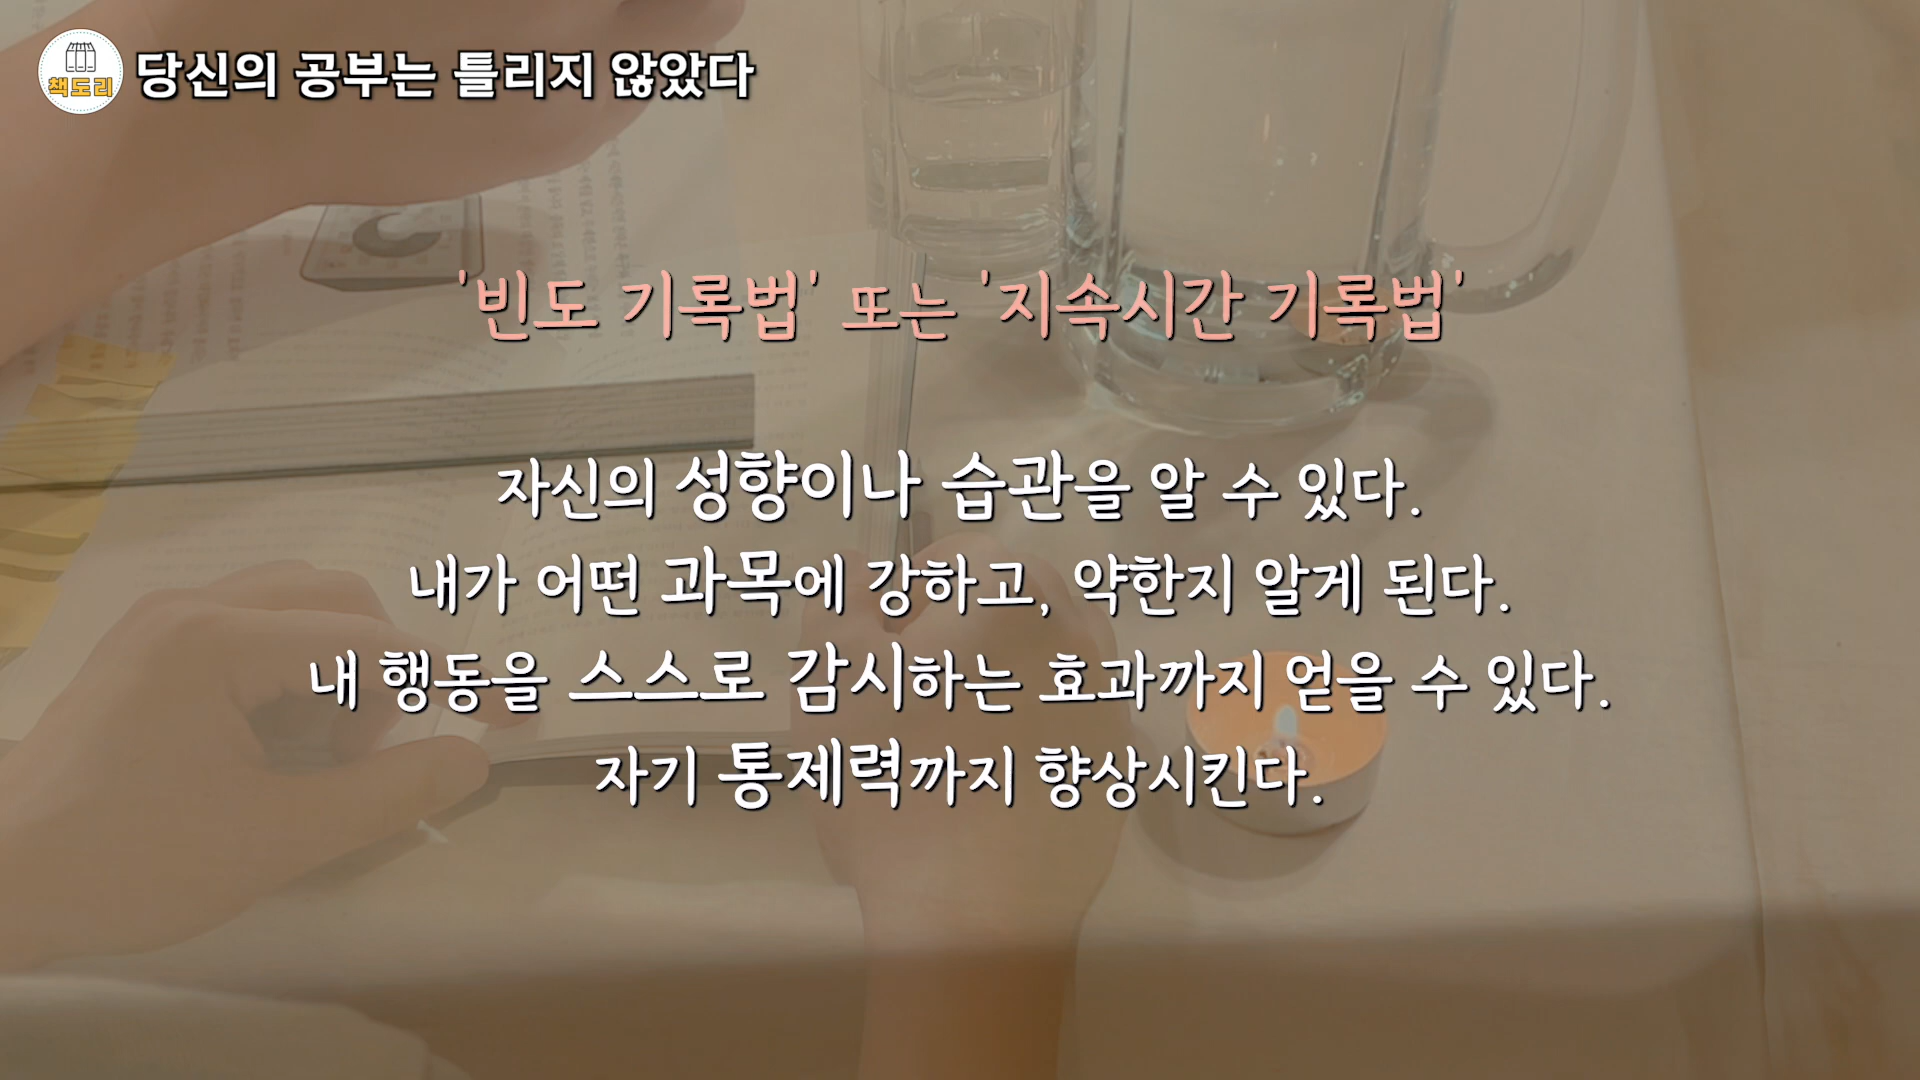 책도리
당신의 공부는 틀리지 않았다
'빈도 기록법' 또는 '지속시간 기록법'
자신의 성향이나 습관을 알 수 있다.
내가 어떤 과목에 강하고, 약한지 알게 된다.
내 행동을 스스로 감시하는 효과까지 얻을 수 있다.
자기 통제력까지 향상시킨다.